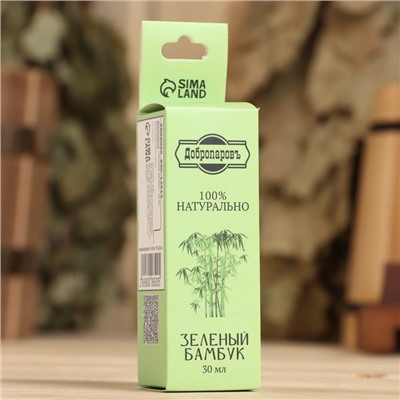 SIMA
LAND
Добропаровъ
100%
НАТУРАЛЬНО
ЗЕЛЕНЫЙ
БАМБУК
30 мл